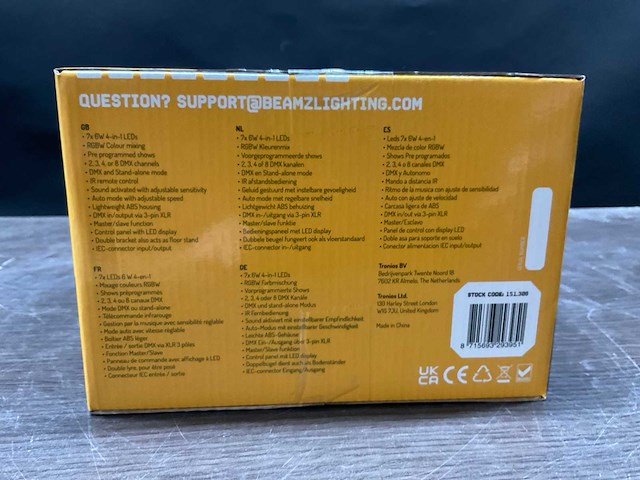 QUESTION? SUPPORT@BEAMZLIGHTING.COM
GB
• 7x 6W 4-in-1 LEDs
• RGBW Colour mixing
• Pre programmed shows
• 2, 3, 4, or 8 DMX channels
• DMX and Stand-alone mode
• IR remote control
• Sound activated with adjustable sensitivity
• Auto mode with adjustable speed
• Lightweight ABS housing
• DMX in/output via 3-pin XLR
• Master/slave function
• Control panel with LED display
• Double bracket also acts as floor stand
• IEC-connector input/output
NL
• 7x 6W 4-in-1 LEDs
• RGBW Kleurenmix
• Voorgeprogrammeerde shows
• 2, 3, 4 of 8 DMX kanalen
• DMX en Stand-alone mode
• IR afstandsbediening
• Geluid gestuurd met instelbare gevoeligheid
• Auto mode met regelbare snelheid
• Lichtgewicht ABS behuizing
• DMX in-/uitgang via 3-pin XLR
• Master/slave funktie
• Bedieningspaneel met LED display
• Dubbele beugel fungeert ook als vloerstandaard
• IEC-connector in-/uitgang
ES
• Leds 7x 6W 4-en-1
• Mezcla de color RGBW
• Shows Pre programados
• 2, 3, 4 o 8 canales DMX
• DMX y Autonomo
• Mando a distancia IR
• Ritmo de la musica con ajuste de sensibilidad
• Auto con ajuste de velocidad
• Carcasa ligera de ABS
• DMX in/out via 3-pin XLR
• Master/Esclavo
• Panel de control con display LED
• Doble asa para soporte en suelo
• Conector alimentacion IEC input/output
FR
• 7x LEDs 6 W 4-en-1
• Mixage couleurs RGBW
• Shows préprogrammés
• 2, 3, 4 ou 8 canaux DMX
• Mode DMX ou stand-alone
• Télécommande infrarouge
• Gestion par la musique avec sensibilité réglable
• Mode auto avec vitesse réglable
• Boîtier ABS léger
• Entrée / sortie DMX via XLR 3 pôles
• Fonction Master/Slave
• Panneau de commande avec affichage à LED
• Double lyre, pour être posé
• Connecteur IEC entrée / sortie
DE
• 7x 6W 4-in-1 LEDs
• RGBW Farbmischung
• Vorprogrammierte Shows
• 2, 3, 4 oder 8 DMX Kanäle
• DMX und Stand-alone Modus
• IR Fernbedienung
• Sound aktiviert mit einstellbarer Empfindlichkeit
• Auto-Modus mit einstellbarer Geschwindigkeit
• Leichte ABS-Gehäuse
• DMX Ein-/Ausgang über 3-pin XLR
• Master/Slave Funktion
• Control panel mit LED display
• Doppelbügel dient auch als Bodenständer
• IEC-connector Eingang/Ausgang
Tronios BV
Bedrijvenpark Twente Noord 18
7602 KR Almelo, The Netherlands
Tronios Ltd.
130 Harley Street London
W1G 7JU, United Kingdom
Made in China
STOCK CODE: 151.308
8 715693 293951
UK
CA CE